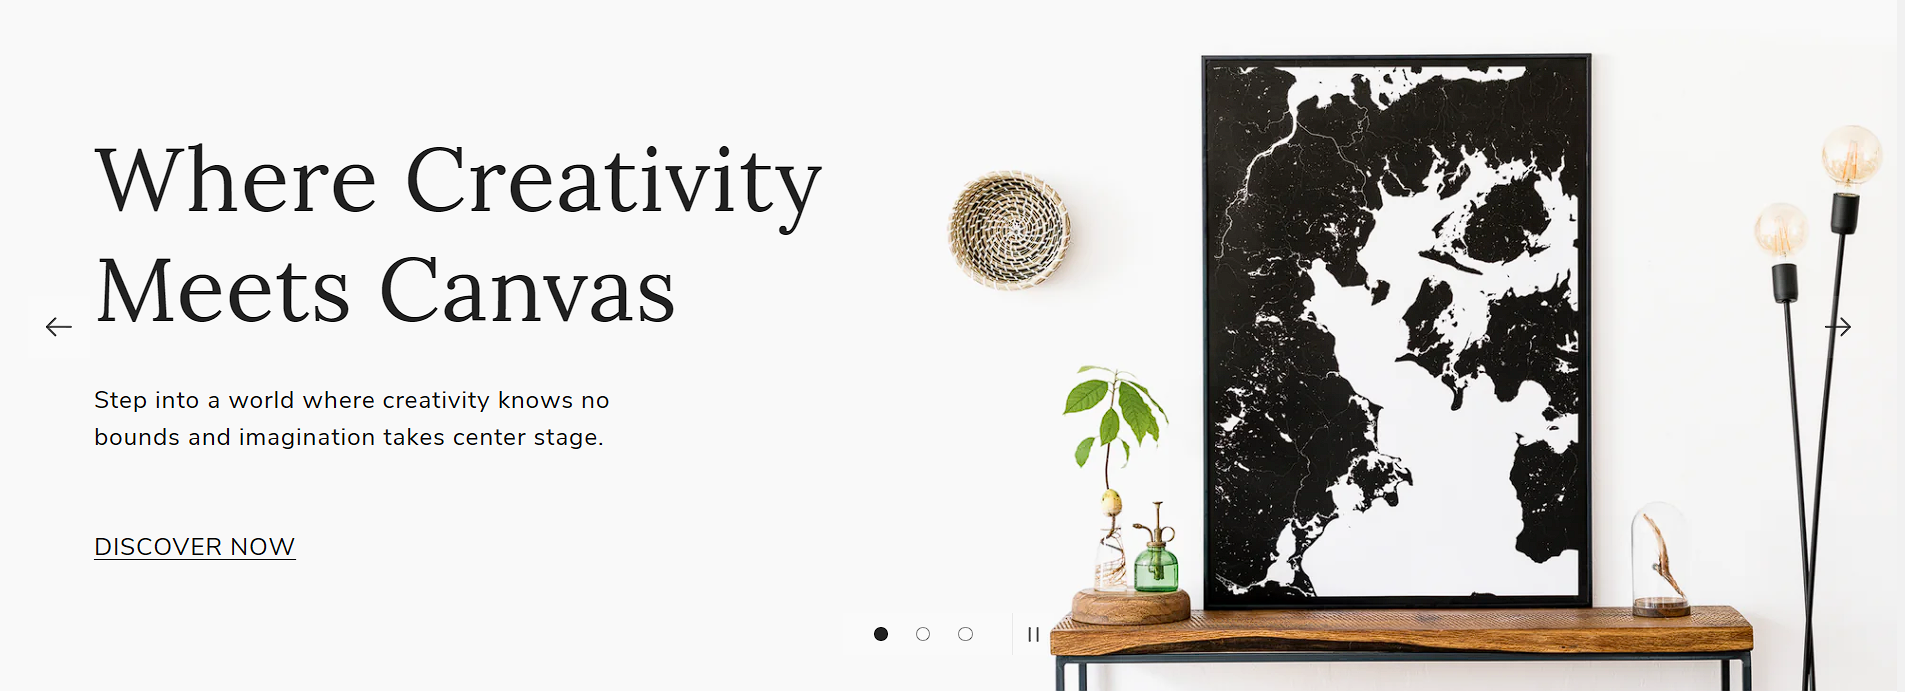 Where Creativity
Meets Canvas
Step into a world where creativity knows no
bounds and imagination takes center stage.
DISCOVER NOW